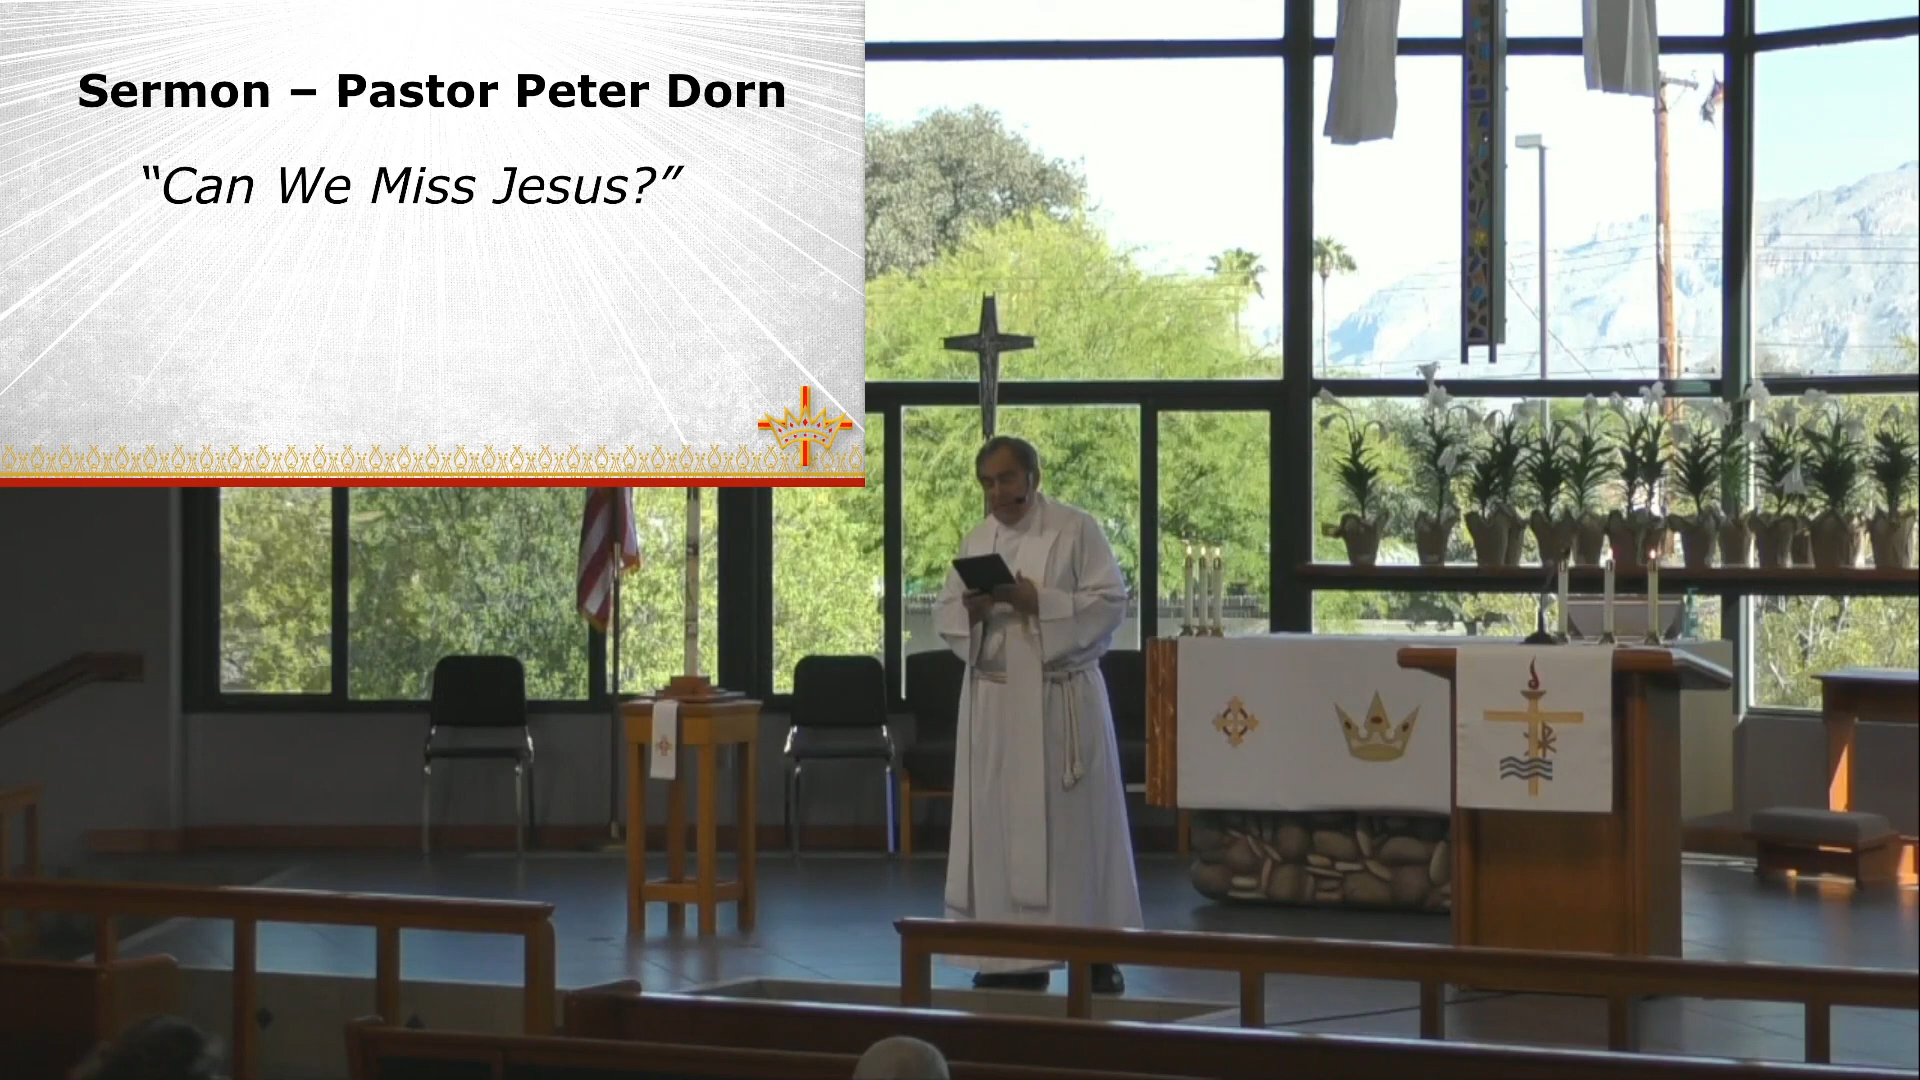 Sermon – Pastor Peter Dorn
“Can We Miss Jesus?”